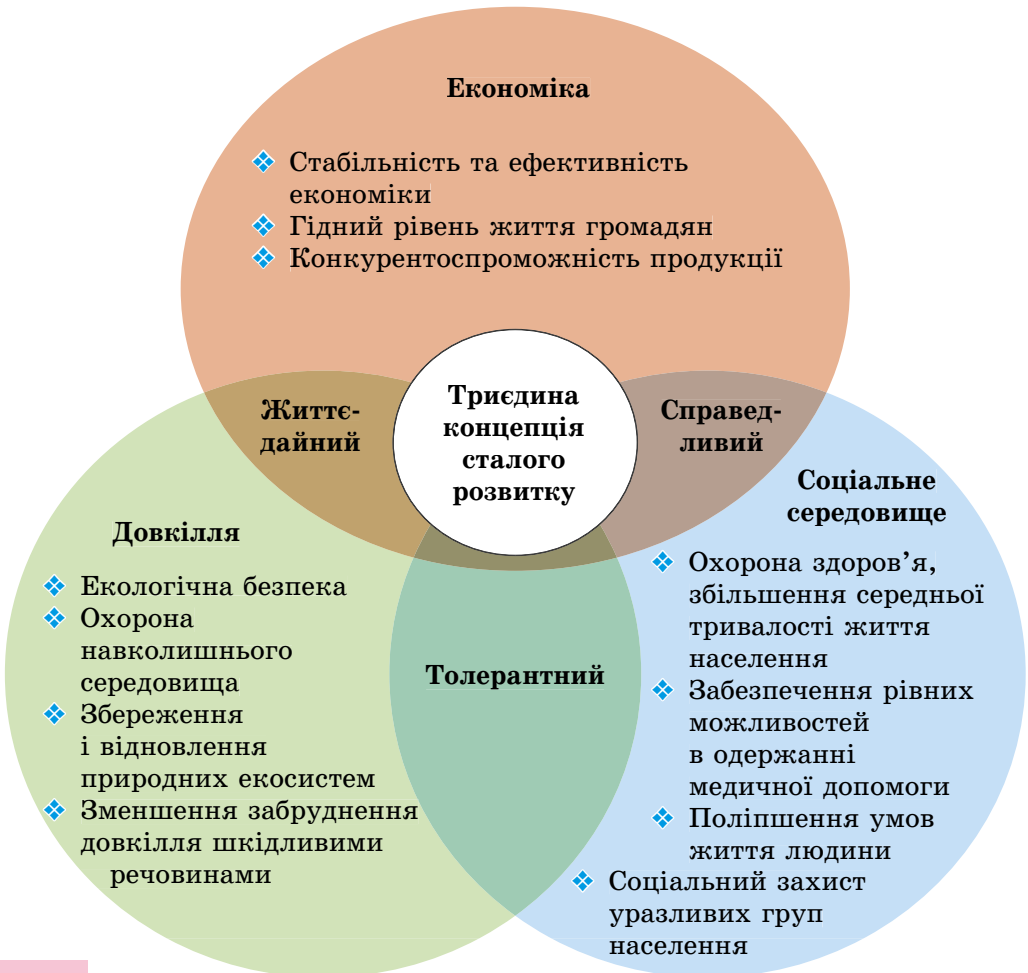 Економіка
❖ Стабільність та ефективність
економіки
❖ Гідний рівень життя громадян
❖ Конкурентоспроможність продукції
Життє-
дайний
Триєдина
концепція
сталого
розвитку
Справед-
ливий
Довкілля
❖ Екологічна безпека
❖ Охорона
навколишнього
середовища
❖ Збереження
і відновлення
природних екосистем
❖ Зменшення забруднення
довкілля шкідливими
речовинами
Толерантний
Соціальне
середовище
❖ Охорона здоров’я,
збільшення середньої
тривалості життя
населення
❖ Забезпечення рівних
можливостей
в одержанні
медичної допомоги
❖ Поліпшення умов
життя людини
❖ Соціальний захист
уразливих груп
населення